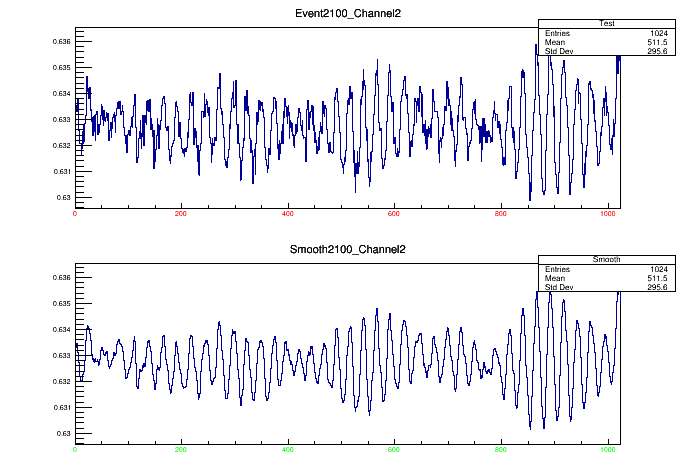 Event2100_Channel2
Test
Entries 1024
Mean 511.5
Std Dev 295.6
0.636
0.635
0.634
0.633
0.632
0.631
0.63
0 200 400 600 800 1000
Smooth2100_Channel2
Smooth
Entries 1024
Mean 511.5
Std Dev 295.6
0.636
0.635
0.634
0.633
0.632
0.631
0.63
0 200 400 600 800 1000